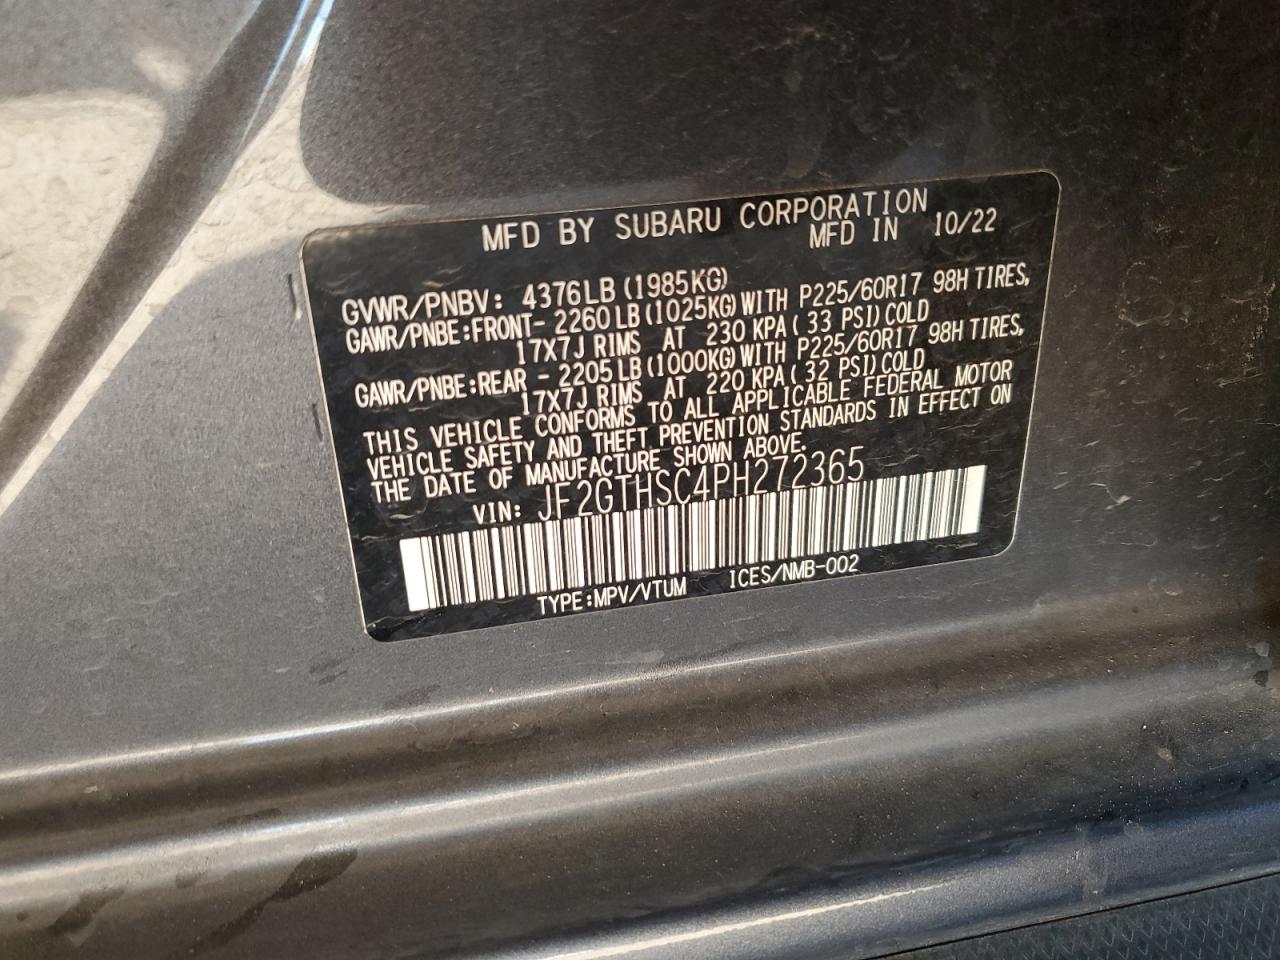 MFD BY SUBARU CORPORATION
MFD IN 10/22
GVWR/PNBV: 4376LB (1985KG)
GAWR/PNBE:FRONT- 2260LB (1025KG) WITH P225/60R17 98H TIRES,
17X7J RIMS AT 230 KPA ( 33 PSI) COLD
GAWR/PNBE:REAR - 2205LB (1000KG) WITH P225/60R17 98H TIRES,
17X7J RIMS AT 220 KPA ( 32 PSI) COLD
THIS VEHICLE CONFORMS TO ALL APPLICABLE FEDERAL MOTOR
VEHICLE SAFETY AND THEFT PREVENTION STANDARDS IN EFFECT ON
THE DATE OF MANUFACTURE SHOWN ABOVE.
VIN: JF2GTHSC4PH272365
TYPE:MPV/VTUM ICES/NMB-002